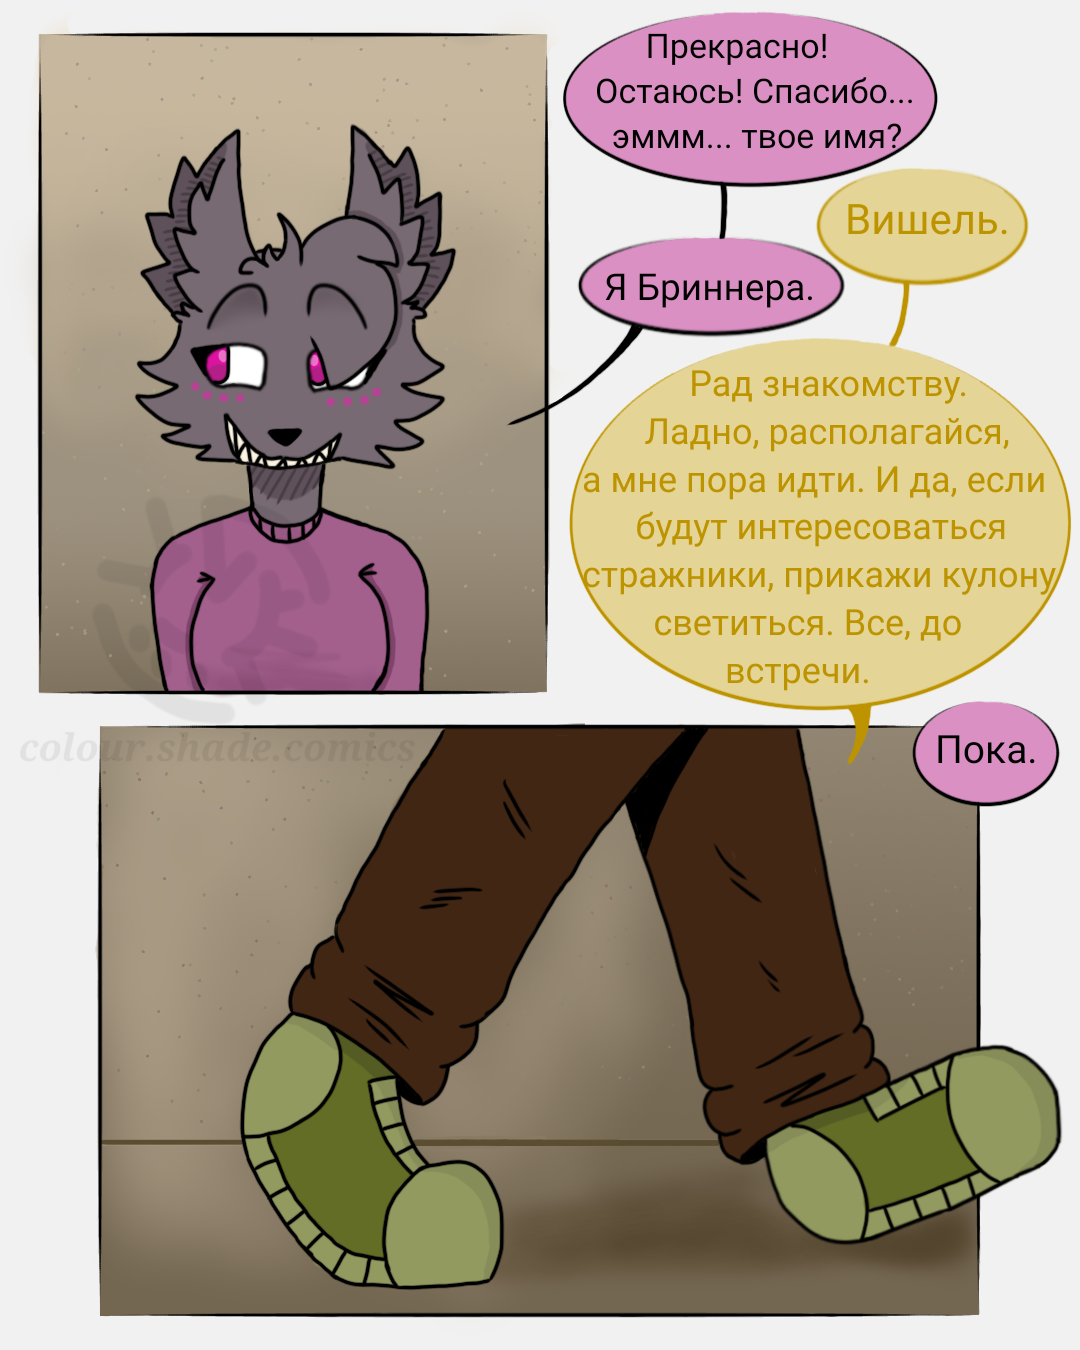 Прекрасно!
Остаюсь! Спасибо...
эммм... твое имя?
Вишель.
Я Бриннера.
Рад знакомству.
Ладно, располагайся,
а мне пора идти. И да, если
будут интересоваться
стражники, прикажи кулону
светиться. Все, до
встречи.
Пока.
colour.shade.comics